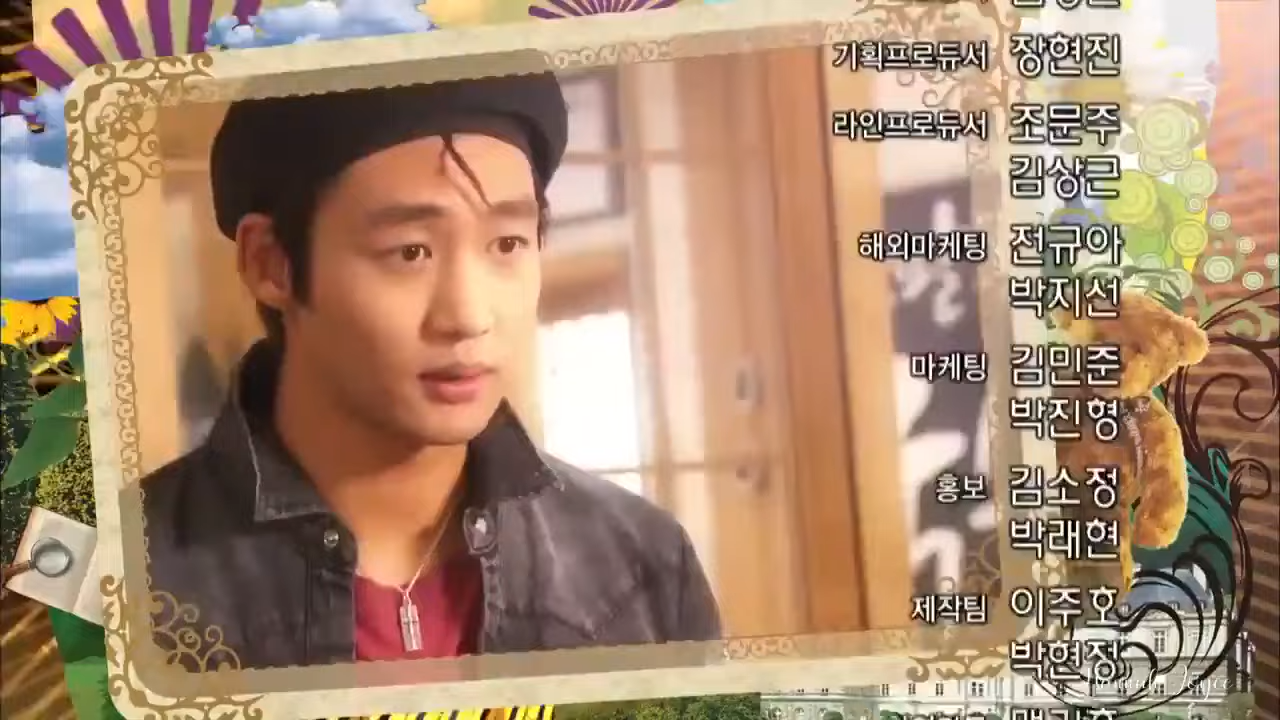 기획프로듀서 장현진
라인프로듀서 조문주
김상근
해외마케팅 전규아
박지선
마케팅 김민준
박진형
홍보 김소정
박래현
제작팀 이주호
박현정
Joyce